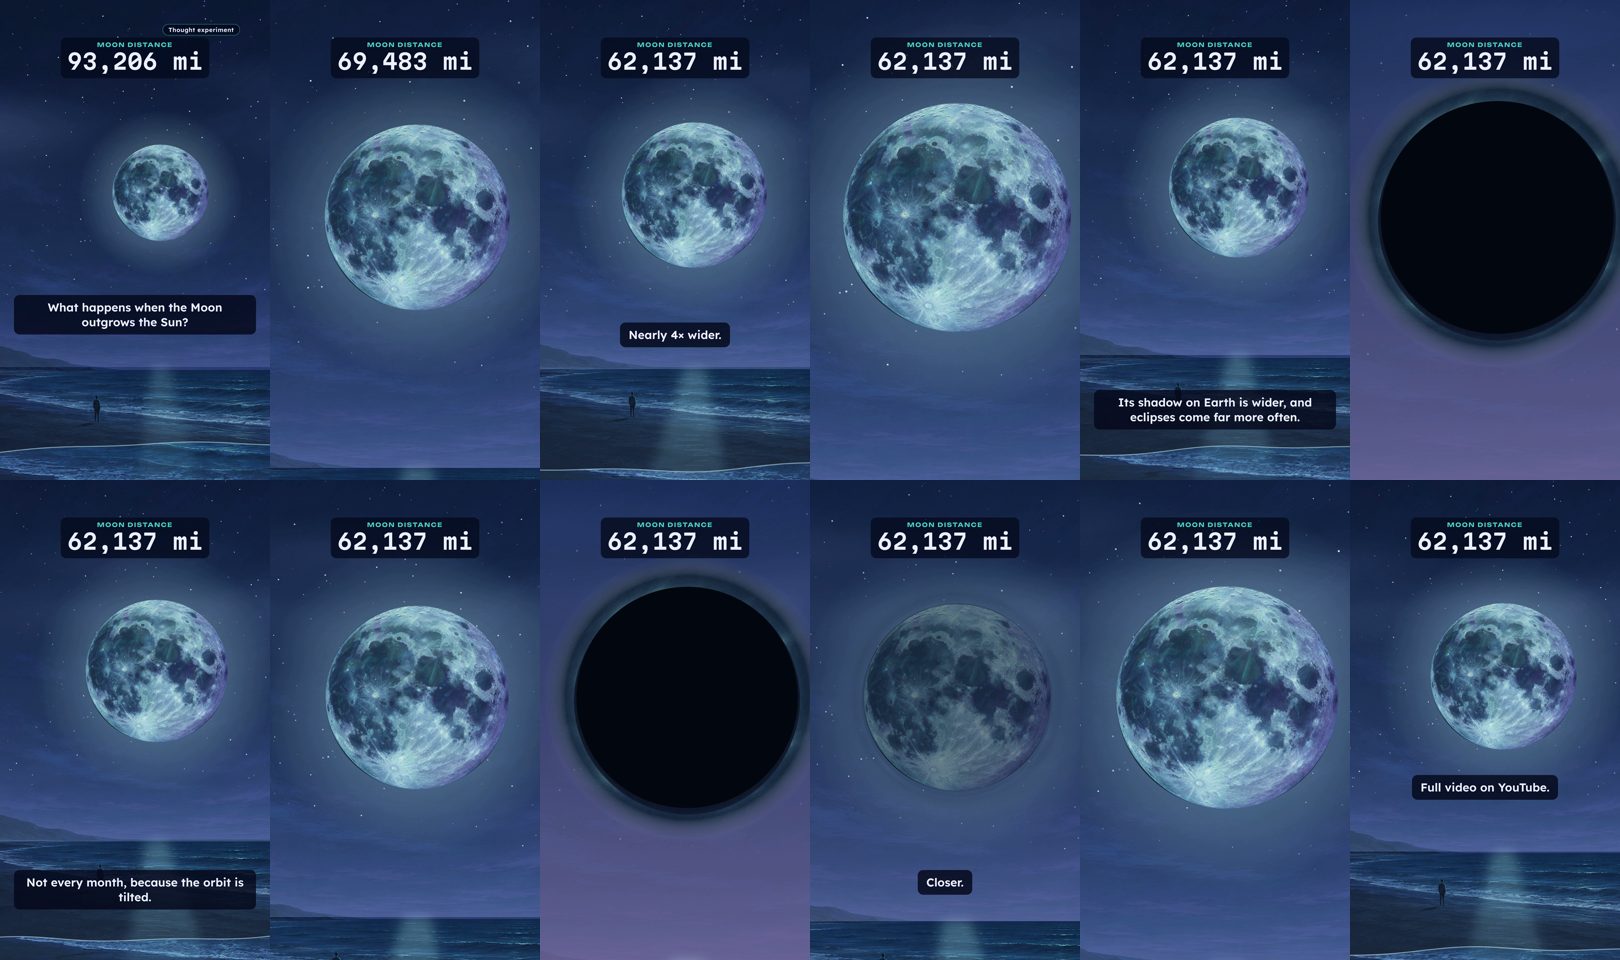 Thought experiment
MOON DISTANCE
93,206 mi
What happens when the Moon
outgrows the Sun?
MOON DISTANCE
69,483 mi
MOON DISTANCE
62,137 mi
Nearly 4× wider.
MOON DISTANCE
62,137 mi
MOON DISTANCE
62,137 mi
Its shadow on Earth is wider, and
eclipses come far more often.
MOON DISTANCE
62,137 mi
MOON DISTANCE
62,137 mi
Not every month, because the orbit is
tilted.
MOON DISTANCE
62,137 mi
MOON DISTANCE
62,137 mi
MOON DISTANCE
62,137 mi
Closer.
MOON DISTANCE
62,137 mi
MOON DISTANCE
62,137 mi
Full video on YouTube.